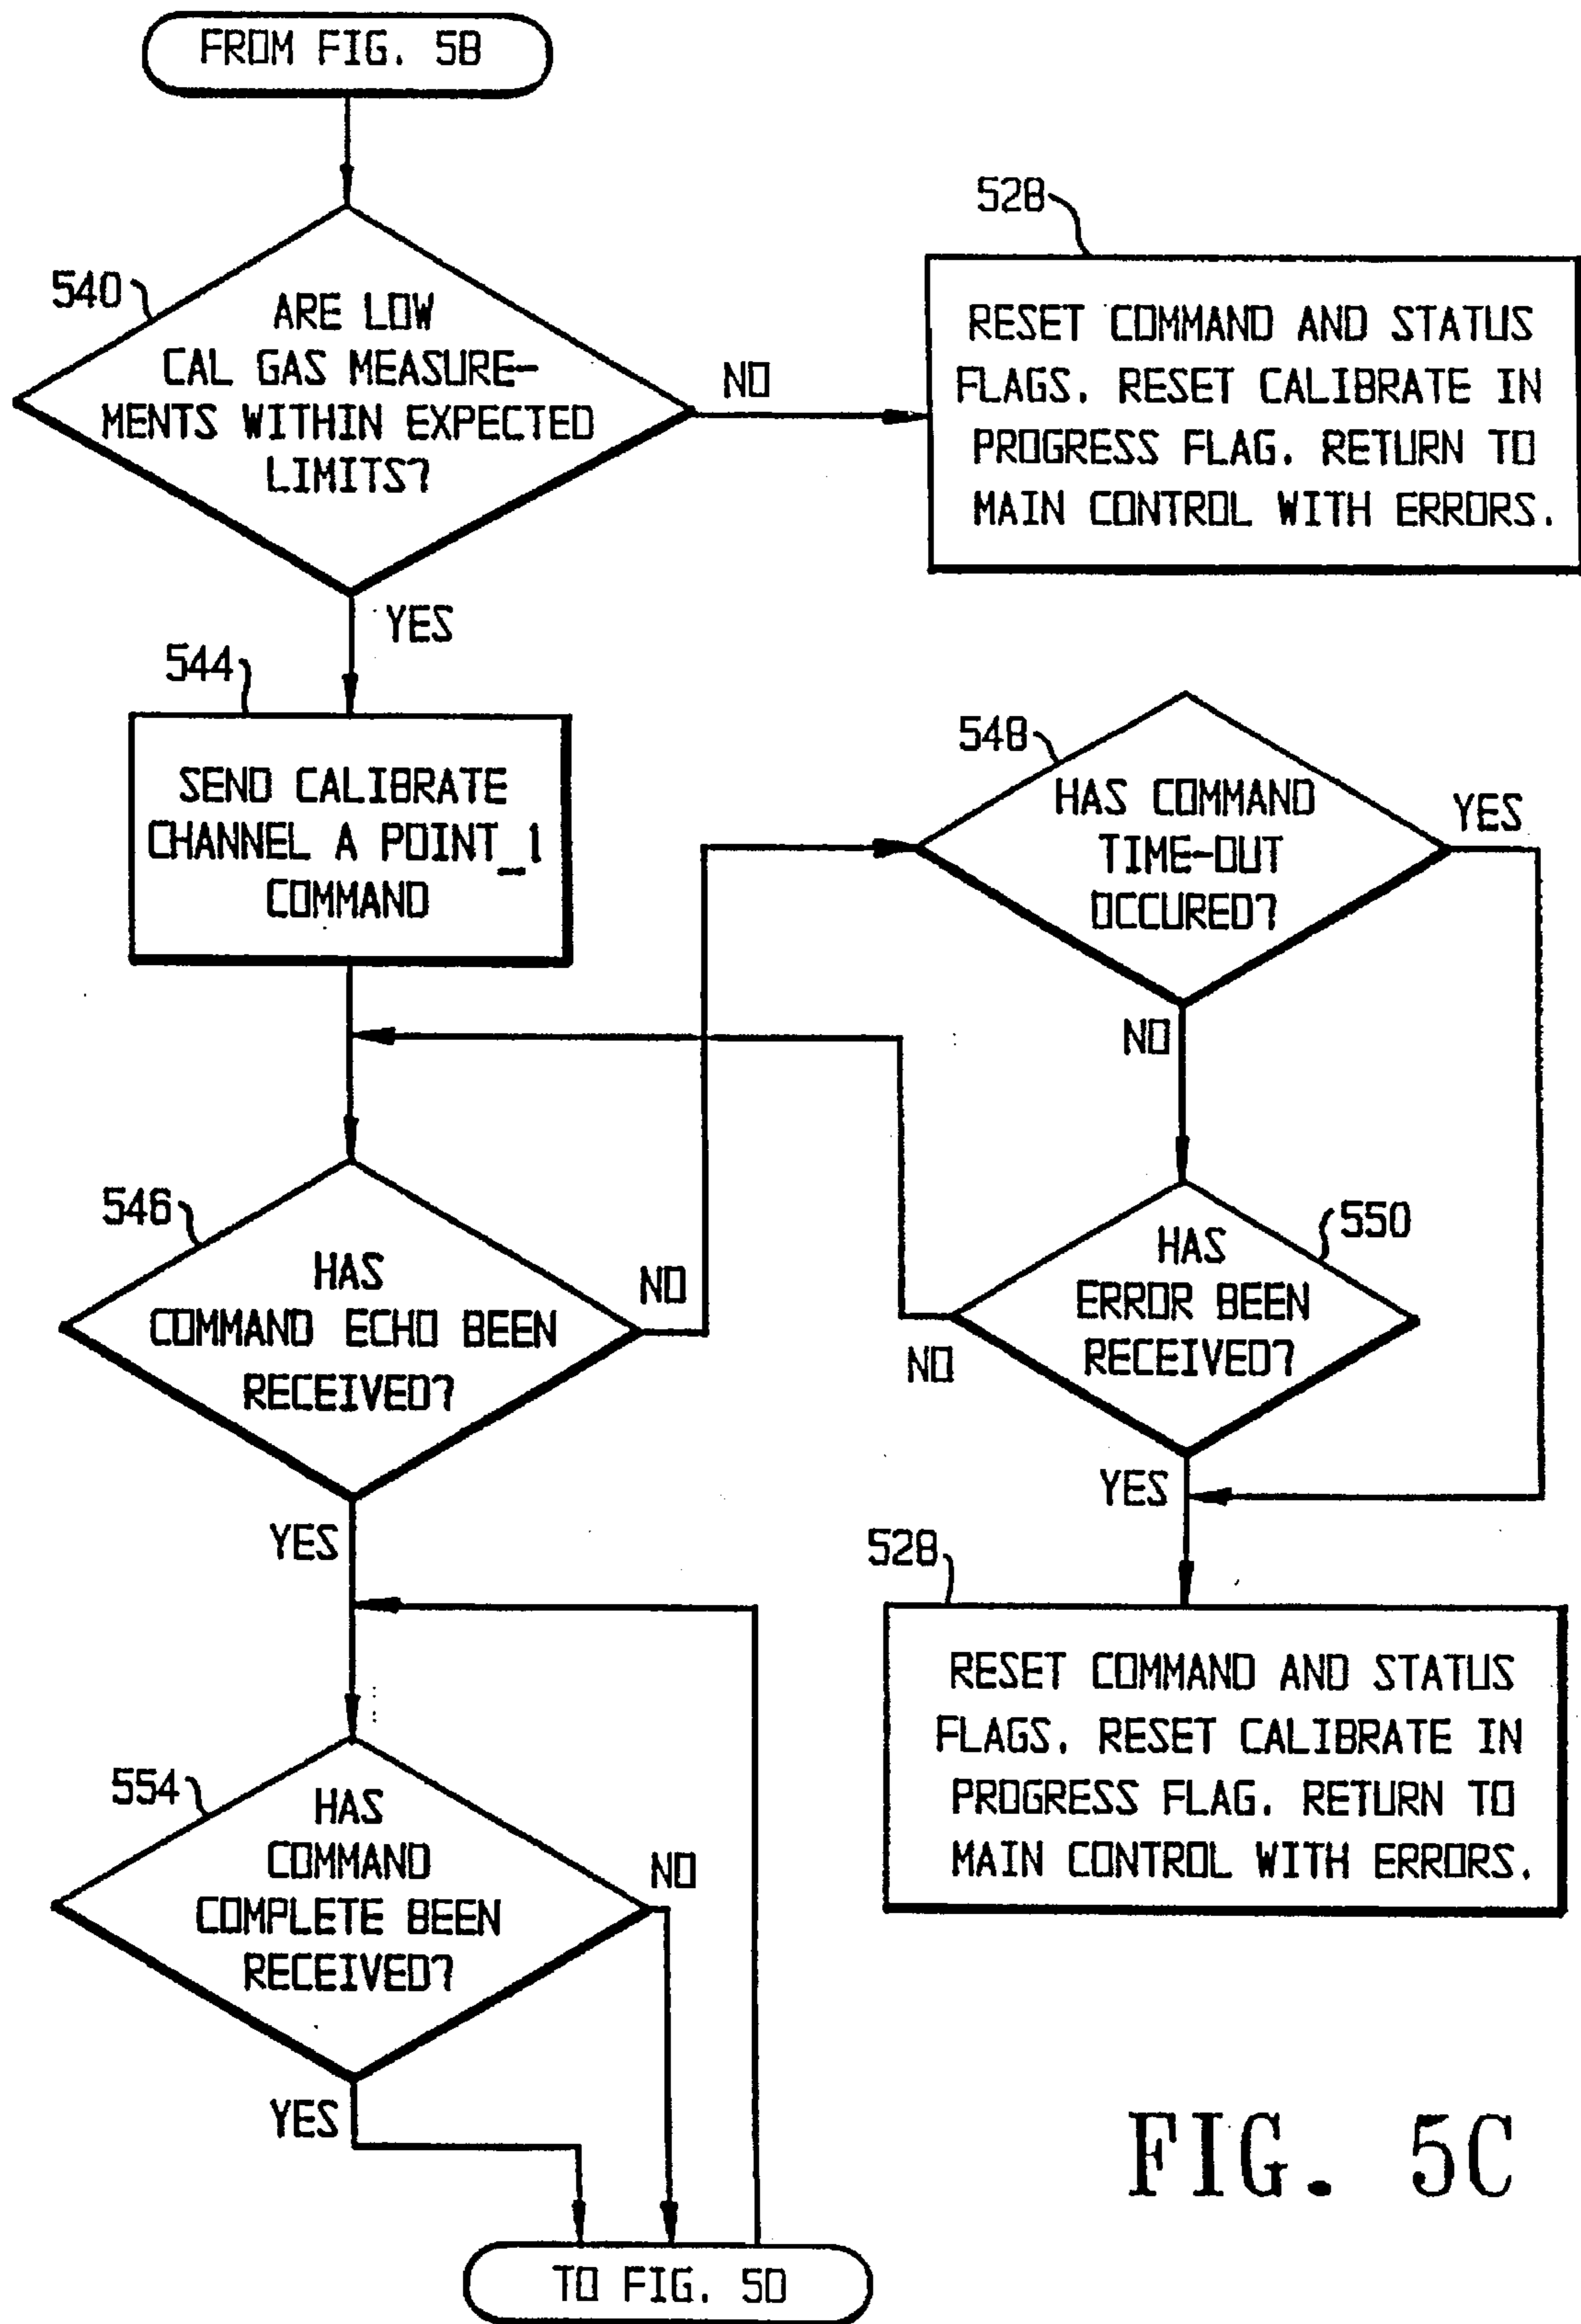 FROM FIG. 5B
540
ARE LOW
CAL GAS MEASURE-
MENTS WITHIN EXPECTED
LIMITS?
NO
YES
528
RESET COMMAND AND STATUS
FLAGS. RESET CALIBRATE IN
PROGRESS FLAG. RETURN TO
MAIN CONTROL WITH ERRORS.
544
SEND CALIBRATE
CHANNEL A POINT_1
COMMAND
548
HAS COMMAND
TIME-OUT
OCCURED?
YES
NO
546
HAS
COMMAND ECHO BEEN
RECEIVED?
NO
YES
550
HAS
ERROR BEEN
RECEIVED?
NO
YES
528
RESET COMMAND AND STATUS
FLAGS. RESET CALIBRATE IN
PROGRESS FLAG. RETURN TO
MAIN CONTROL WITH ERRORS.
554
HAS
COMMAND
COMPLETE BEEN
RECEIVED?
NO
YES
TO FIG. 5D
FIG. 5C